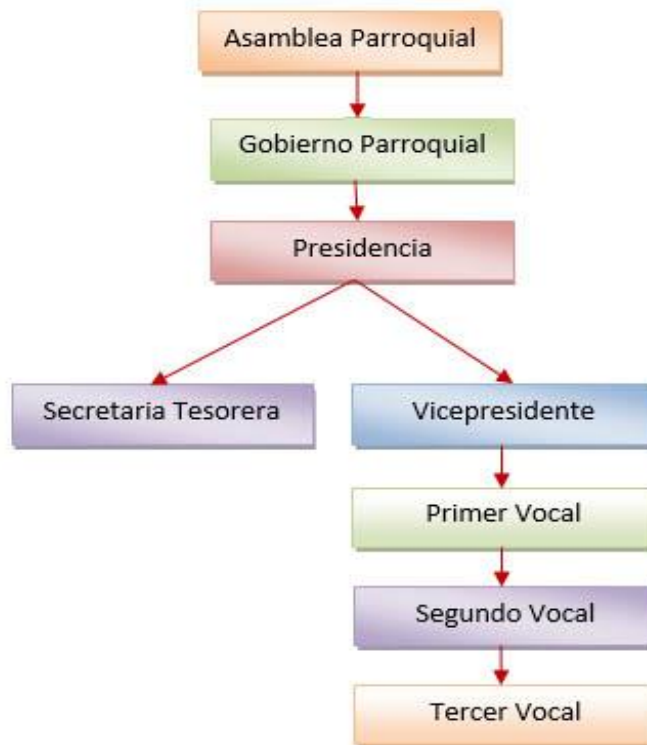 Asamblea Parroquial
Gobierno Parroquial
Presidencia
Secretaria Tesorera
Vicepresidente
Primer Vocal
Segundo Vocal
Tercer Vocal